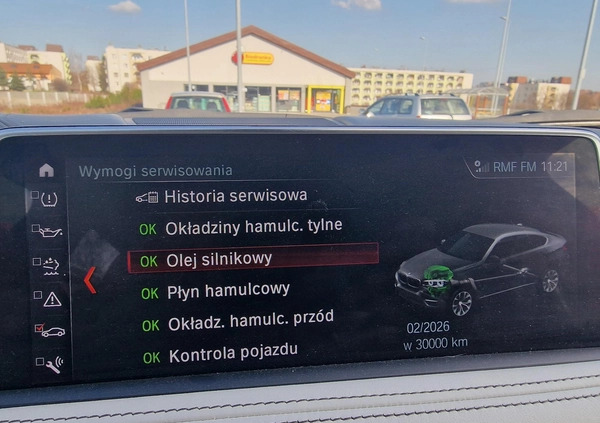 Wymogi serwisowania
RMF FM 11:21
Historia serwisowa
OK Okładziny hamulc. tylne
OK Olej silnikowy
OK Płyn hamulcowy
OK Okładz. hamulc. przód
OK Kontrola pojazdu
02/2026
w 30000 km